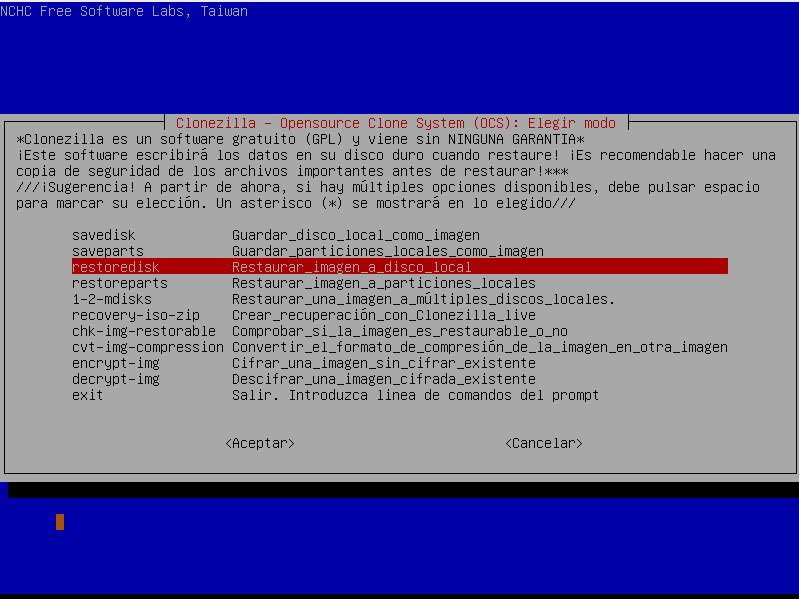 NCHC Free Software Labs, Taiwan
Clonezilla - Opensource Clone System (OCS): Elegir modo
*Clonezilla es un software gratuito (GPL) y viene sin NINGUNA GARANTIA*
¡Este software escribirá los datos en su disco duro cuando restaure! ¡Es recomendable hacer una
copia de seguridad de los archivos importantes antes de restaurar!***
///¡Sugerencia! A partir de ahora, si hay múltiples opciones disponibles, debe pulsar espacio
para marcar su elección. Un asterisco (*) se mostrará en lo elegido///
savedisk Guardar_disco_local_como_imagen
saveparts Guardar_particiones_locales_como_imagen
restoredisk Restaurar_imagen_a_disco_local
restoreparts Restaurar_imagen_a_particiones_locales
1-2-mdisks Restaurar_una_imagen_a_múltiples_discos_locales.
recovery-iso-zip Crear_recuperación_con_Clonezilla_live
chk-img-restorable Comprobar_si_la_imagen_es_restaurable_o_no
cvt-img-compression Convertir_el_formato_de_compresión_de_la_imagen_en_otra_imagen
encrypt-img Cifrar_una_imagen_sin_cifrar_existente
decrypt-img Descifrar_una_imagen_cifrada_existente
exit Salir. Introduzca linea de comandos del prompt
<Aceptar> <Cancelar>